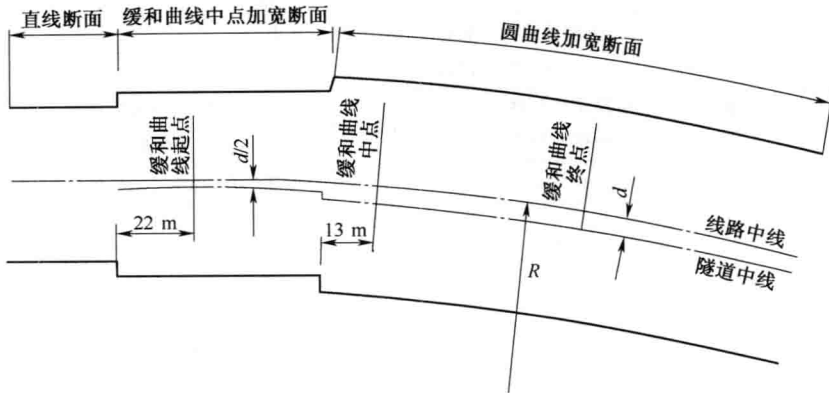 直线断面
缓和曲线中点加宽断面
圆曲线加宽断面
缓和曲
线起点
d/2
缓和曲线
中点
缓和曲线
终点
d
22 m
13 m
R
线路中线
隧道中线